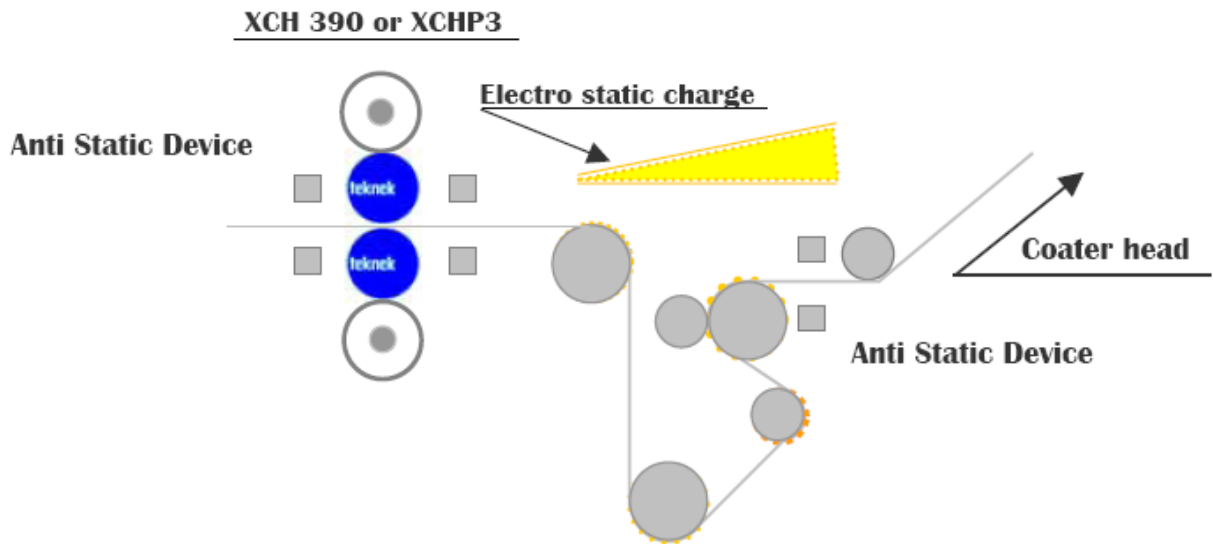 XCH 390 or XCHP3
Electro static charge
Anti Static Device
teknek
teknek
Coater head
Anti Static Device